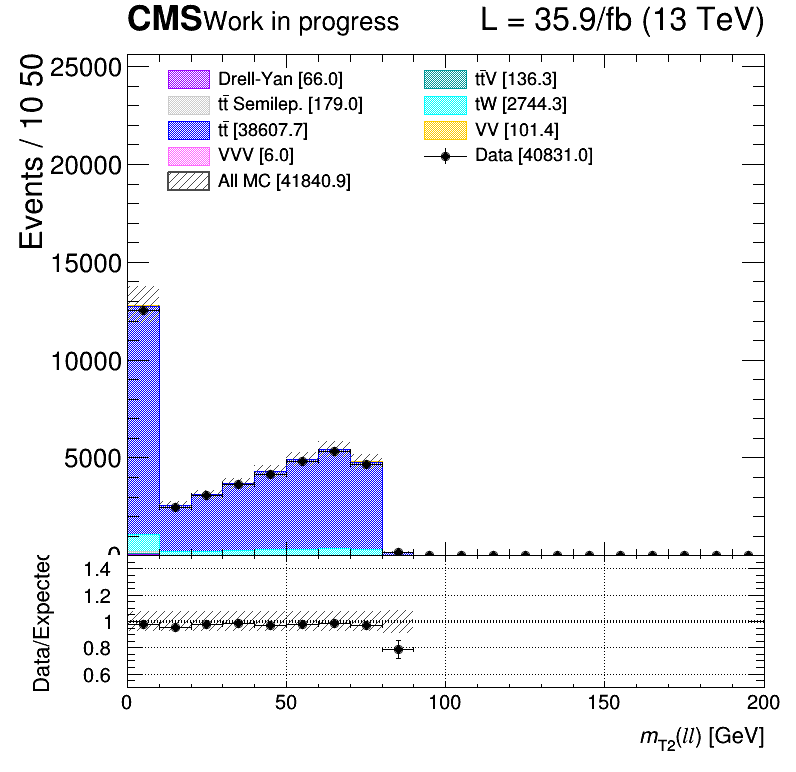 CMS Work in progress L = 35.9/fb (13 TeV)
Events / 10 50
25000
20000
15000
10000
5000
0
Drell-Yan [66.0]
tt̄ Semilep. [179.0]
tt̄ [38607.7]
VVV [6.0]
All MC [41840.9]
tt̄V [136.3]
tW [2744.3]
VV [101.4]
Data [40831.0]
Data/Expected
1.4
1.2
1
0.8
0.6
0 50 100 150 200
mT2(ll) [GeV]